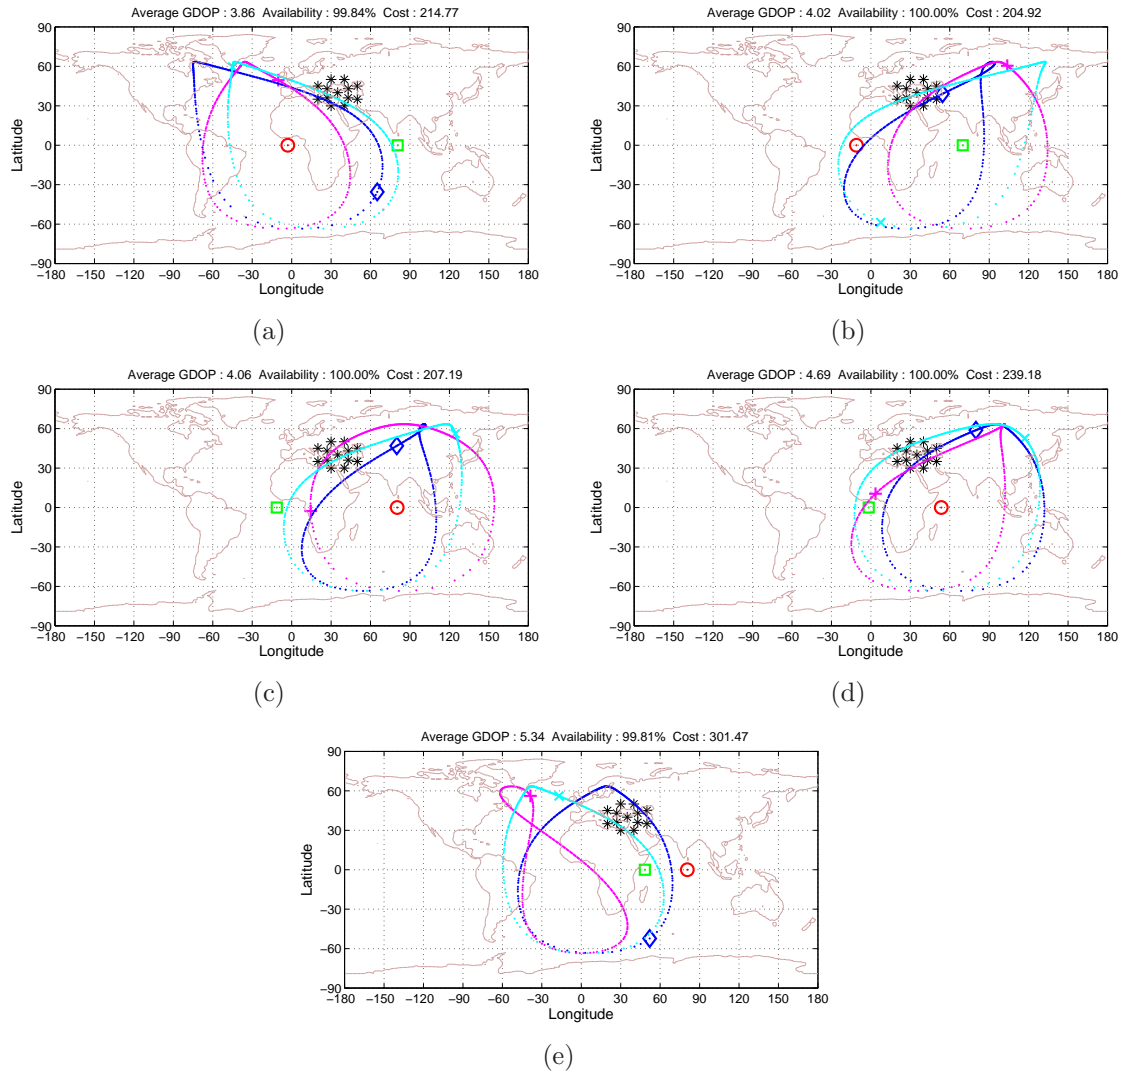 Average GDOP : 3.86 Availability : 99.84% Cost : 214.77
90
60
30
0
−30
−60
−90
Latitude
−180 −150 −120 −90 −60 −30 0 30 60 90 120 150 180
Longitude
(a)
Average GDOP : 4.02 Availability : 100.00% Cost : 204.92
90
60
30
0
−30
−60
−90
Latitude
−180 −150 −120 −90 −60 −30 0 30 60 90 120 150 180
Longitude
(b)
Average GDOP : 4.06 Availability : 100.00% Cost : 207.19
90
60
30
0
−30
−60
−90
Latitude
−180 −150 −120 −90 −60 −30 0 30 60 90 120 150 180
Longitude
(c)
Average GDOP : 4.69 Availability : 100.00% Cost : 239.18
90
60
30
0
−30
−60
−90
Latitude
−180 −150 −120 −90 −60 −30 0 30 60 90 120 150 180
Longitude
(d)
Average GDOP : 5.34 Availability : 99.81% Cost : 301.47
90
60
30
0
−30
−60
−90
Latitude
−180 −150 −120 −90 −60 −30 0 30 60 90 120 150 180
Longitude
(e)